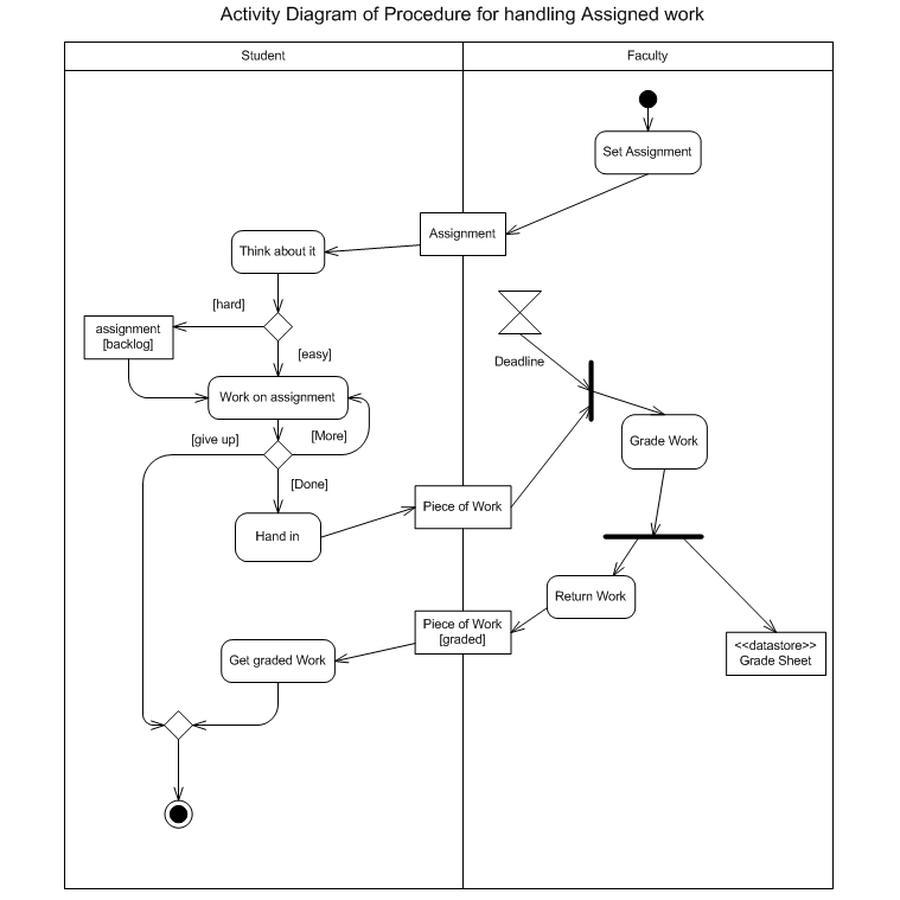 Activity Diagram of Procedure for handling Assigned work
Student
Faculty
Set Assignment
Assignment
Think about it
[hard]
assignment
[backlog]
[easy]
Deadline
Work on assignment
[give up]
[More]
Grade Work
[Done]
Piece of Work
Hand in
Return Work
Piece of Work
[graded]
<<datastore>>
Grade Sheet
Get graded Work